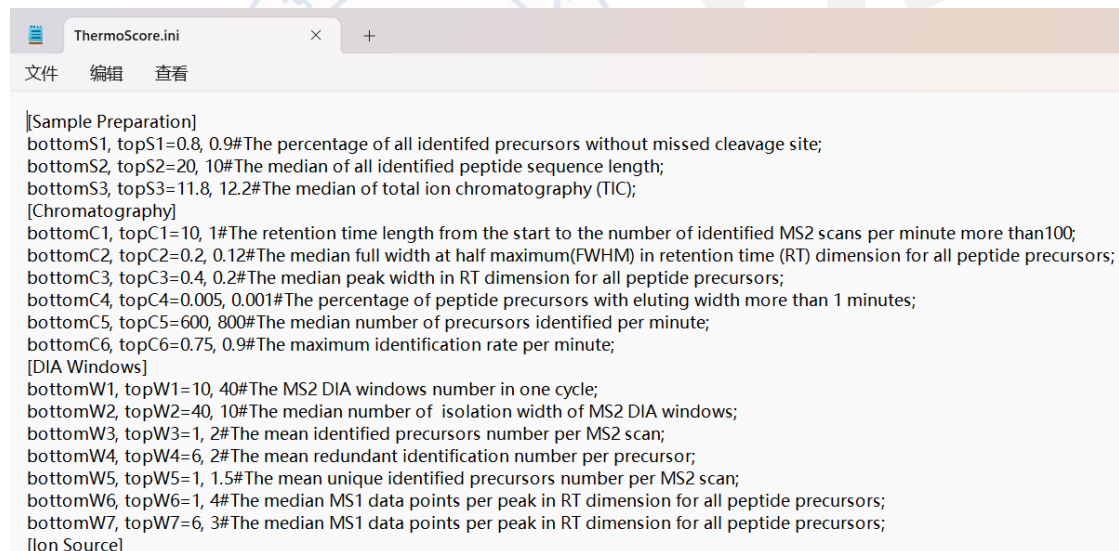 ThermoScore.ini
文件 编辑 查看
[Sample Preparation]
bottomS1, topS1=0.8, 0.9#The percentage of all identifed precursors without missed cleavage site;
bottomS2, topS2=20, 10#The median of all identified peptide sequence length;
bottomS3, topS3=11.8, 12.2#The median of total ion chromatography (TIC);
[Chromatography]
bottomC1, topC1=10, 1#The retention time length from the start to the number of identified MS2 scans per minute more than100;
bottomC2, topC2=0.2, 0.12#The median full width at half maximum(FWHM) in retention time (RT) dimension for all peptide precursors;
bottomC3, topC3=0.4, 0.2#The median peak width in RT dimension for all peptide precursors;
bottomC4, topC4=0.005, 0.001#The percentage of peptide precursors with eluting width more than 1 minutes;
bottomC5, topC5=600, 800#The median number of precursors identified per minute;
bottomC6, topC6=0.75, 0.9#The maximum identification rate per minute;
[DIA Windows]
bottomW1, topW1=10, 40#The MS2 DIA windows number in one cycle;
bottomW2, topW2=40, 10#The median number of  isolation width of MS2 DIA windows;
bottomW3, topW3=1, 2#The mean identified precursors number per MS2 scan;
bottomW4, topW4=6, 2#The mean redundant identification number per precursor;
bottomW5, topW5=1, 1.5#The mean unique identified precursors number per MS2 scan;
bottomW6, topW6=1, 4#The median MS1 data points per peak in RT dimension for all peptide precursors;
bottomW7, topW7=6, 3#The median MS1 data points per peak in RT dimension for all peptide precursors;
[Ion Source]